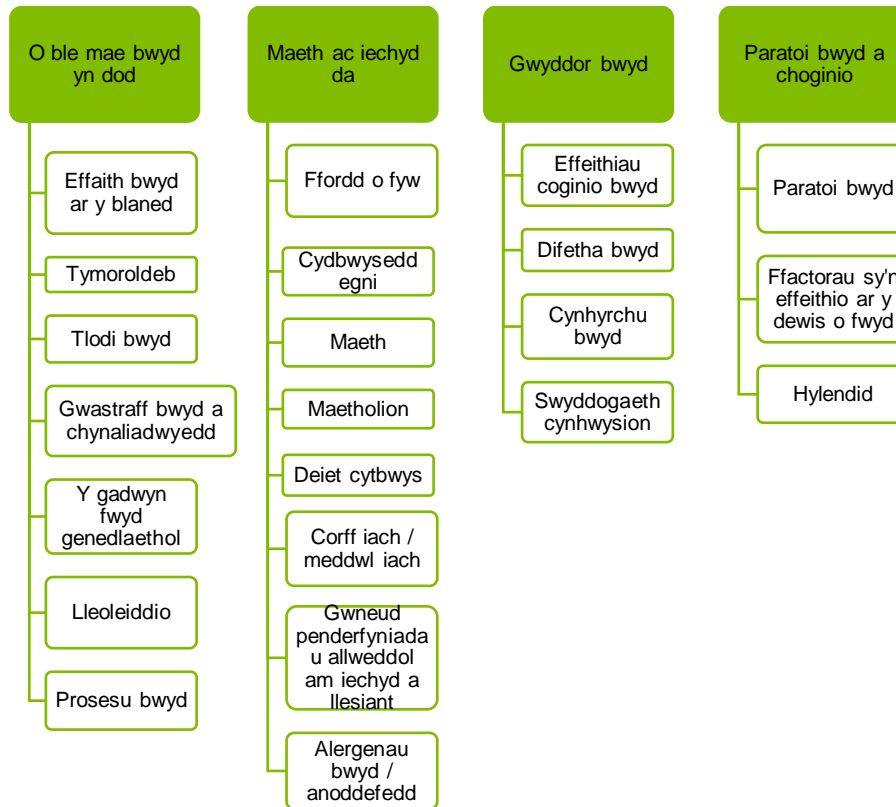 O ble mae bwyd
yn dod
Effaith bwyd
ar y blaned
Tymoroldeb
Tlodi bwyd
Gwastraff bwyd a
chynaliadwyedd
Y gadwyn
fwyd
genedlaethol
Lleoleiddio
Prosesu bwyd
Maeth ac iechyd
da
Ffordd o fyw
Cydbwysedd
egni
Maeth
Maetholion
Deiet cytbwys
Corff iach /
meddwl iach
Gwneud
penderfyniada
u allweddol
am iechyd a
llesiant
Alergenau
bwyd /
anoddefedd
Gwyddor bwyd
Effeithiau
coginio bwyd
Difetha bwyd
Cynhyrchu
bwyd
Swyddogaeth
cynhwysion
Paratoi bwyd a
choginio
Paratoi bwyd
Ffactorau sy'n
effeithio ar y
dewis o fwyd
Hylendid